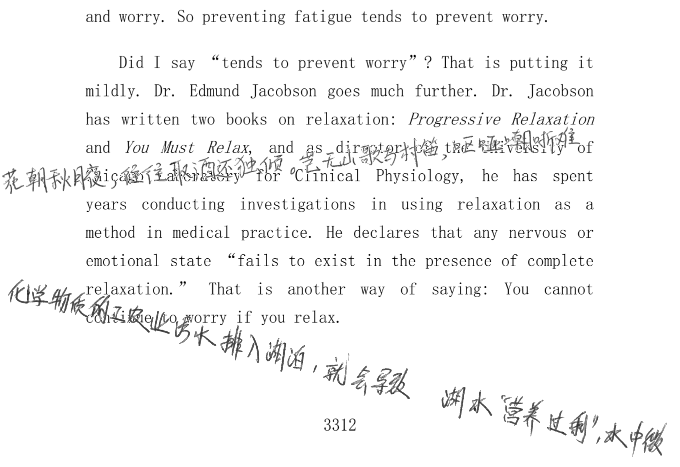 and worry. So preventing fatigue tends to prevent worry.
Did I say “tends to prevent worry”? That is putting it
mildly. Dr. Edmund Jacobson goes much further. Dr. Jacobson
has written two books on relaxation: Progressive Relaxation
and You Must Relax, and as director of the University of
花朝秋月夜，往往取酒还独倾。岂无山歌与村笛，呕哑嘲哳难
Laboratory for Clinical Physiology, he has spent
years conducting investigations in using relaxation as a
method in medical practice. He declares that any nervous or
emotional state “fails to exist in the presence of complete
relaxation.” That is another way of saying: You cannot
化学物质的工农业污水排入湖泊，就会导致 湖水“营养过剩”，水中微
continue to worry if you relax.
3312